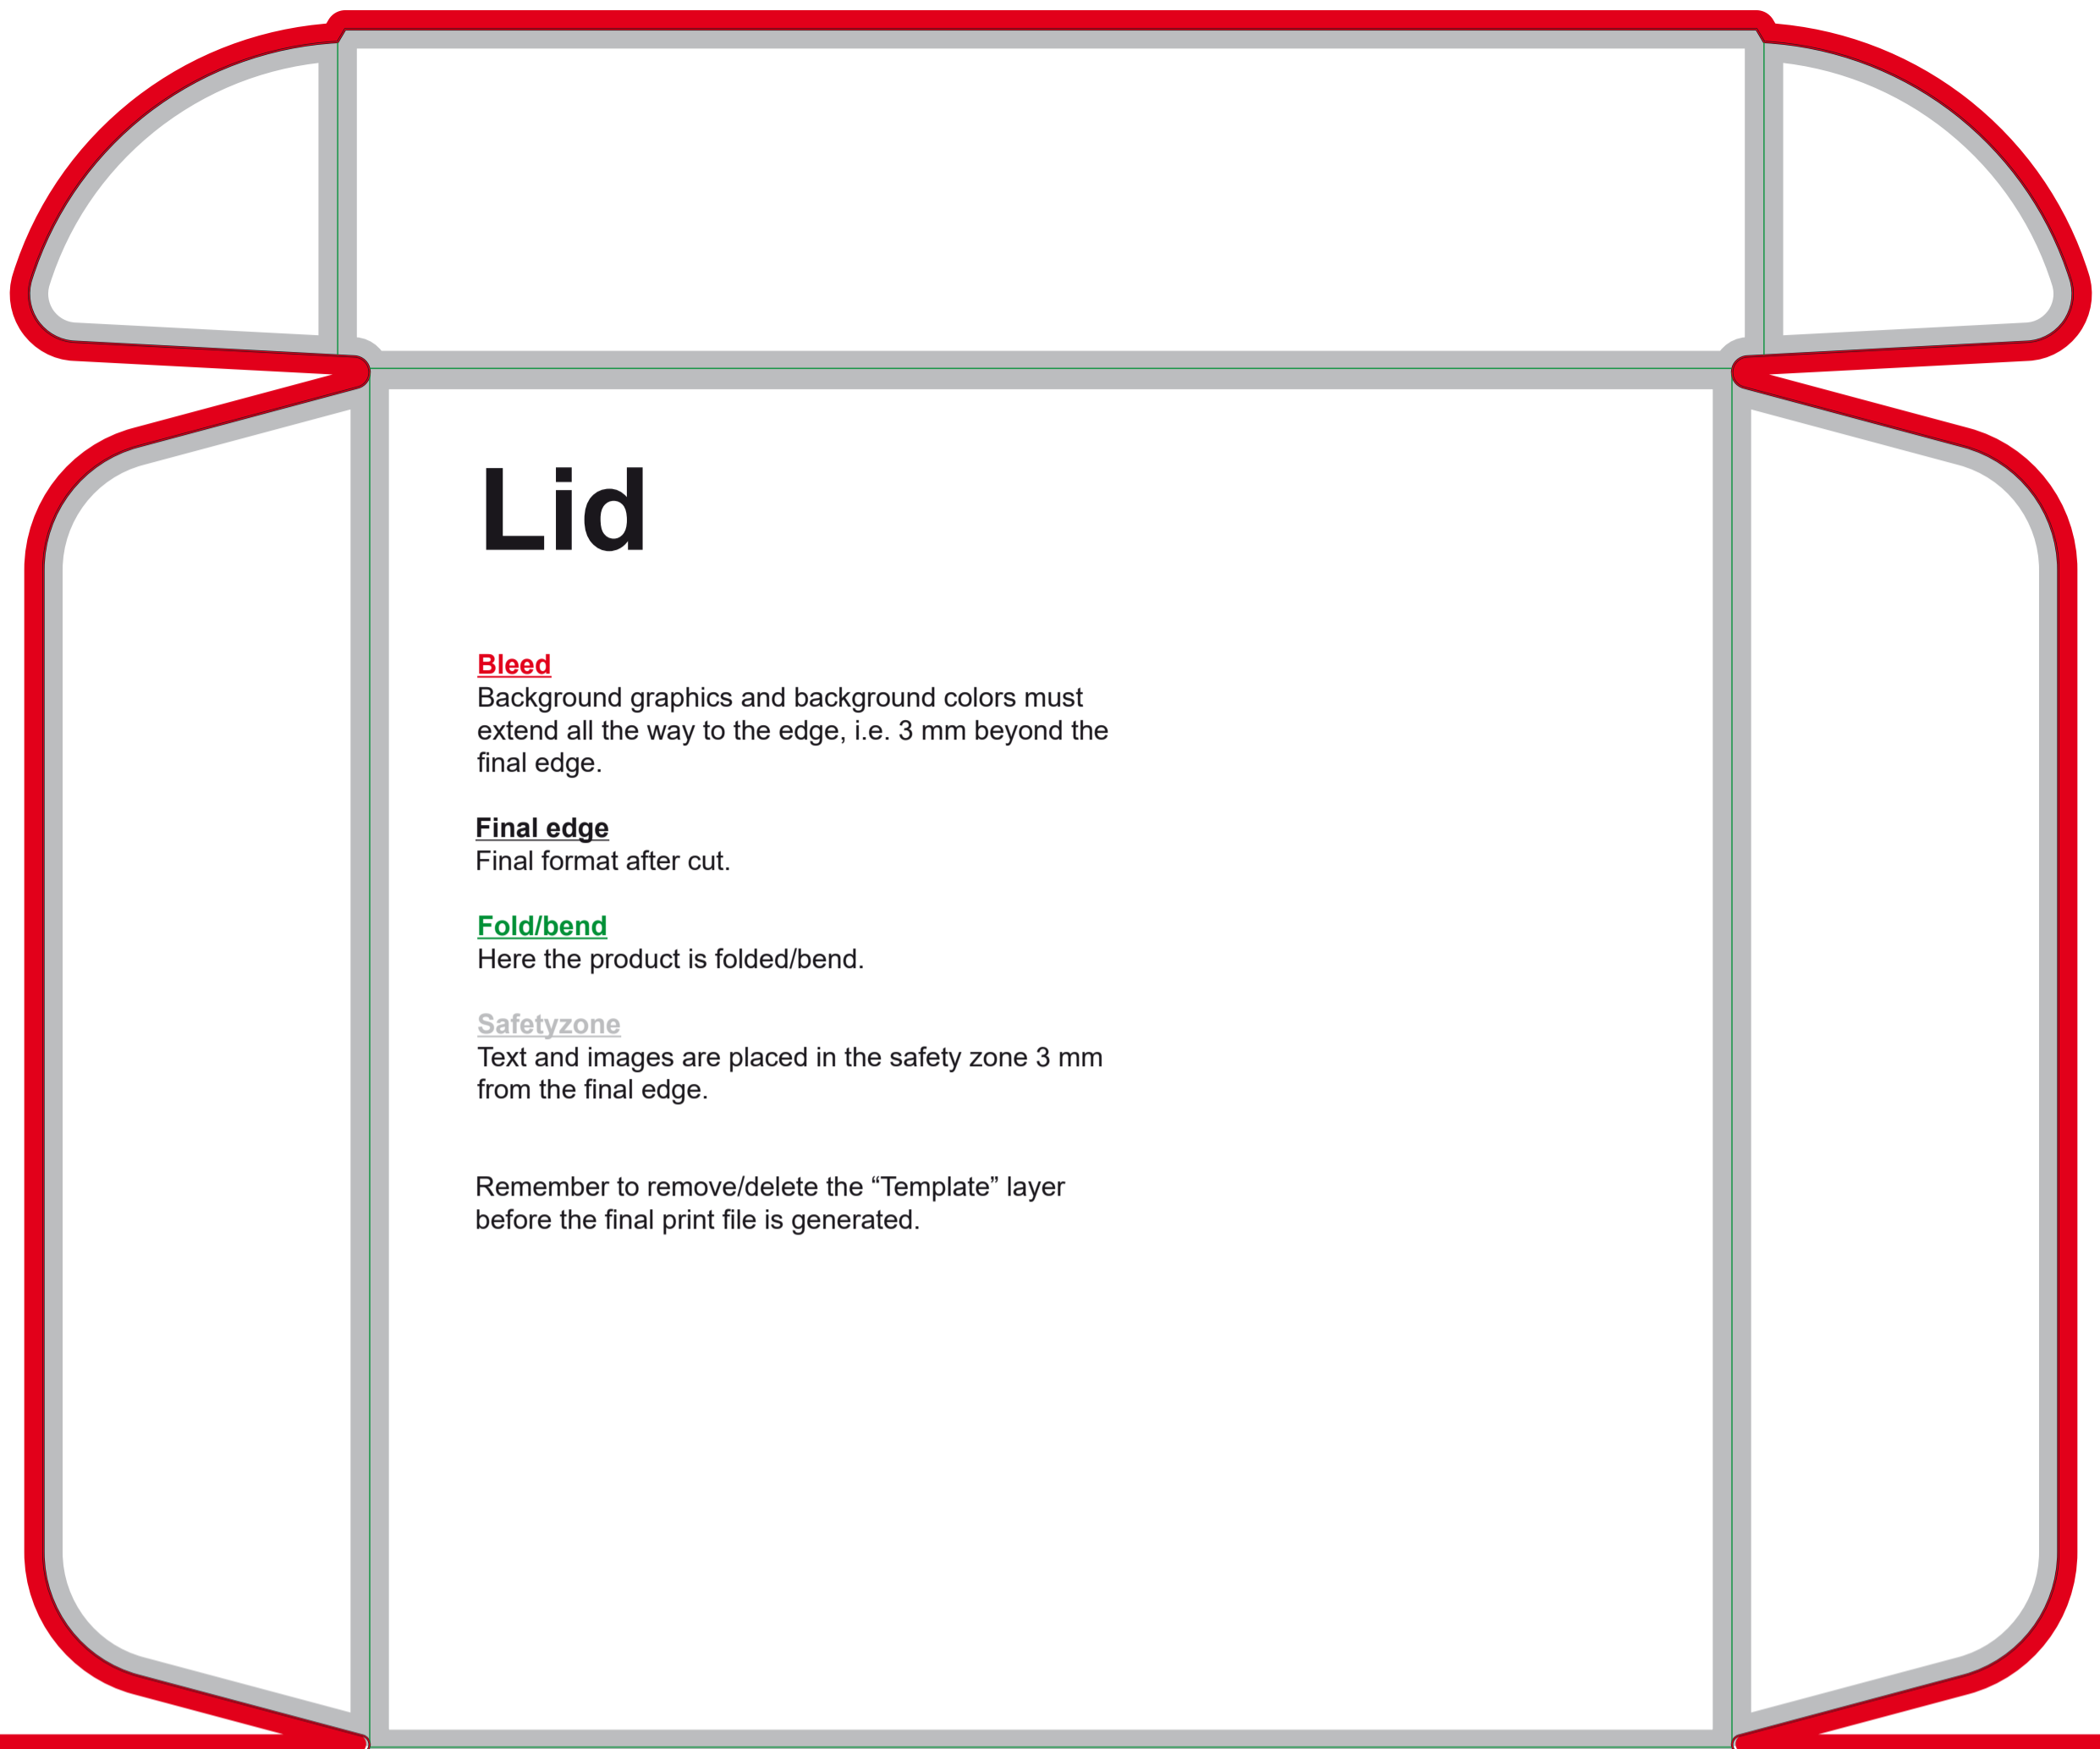 Lid
Bleed
Background graphics and background colors must
extend all the way to the edge, i.e. 3 mm beyond the
final edge.
Final edge
Final format after cut.
Fold/bend
Here the product is folded/bend.
Safetyzone
Text and images are placed in the safety zone 3 mm
from the final edge.
Remember to remove/delete the “Template” layer
before the final print file is generated.